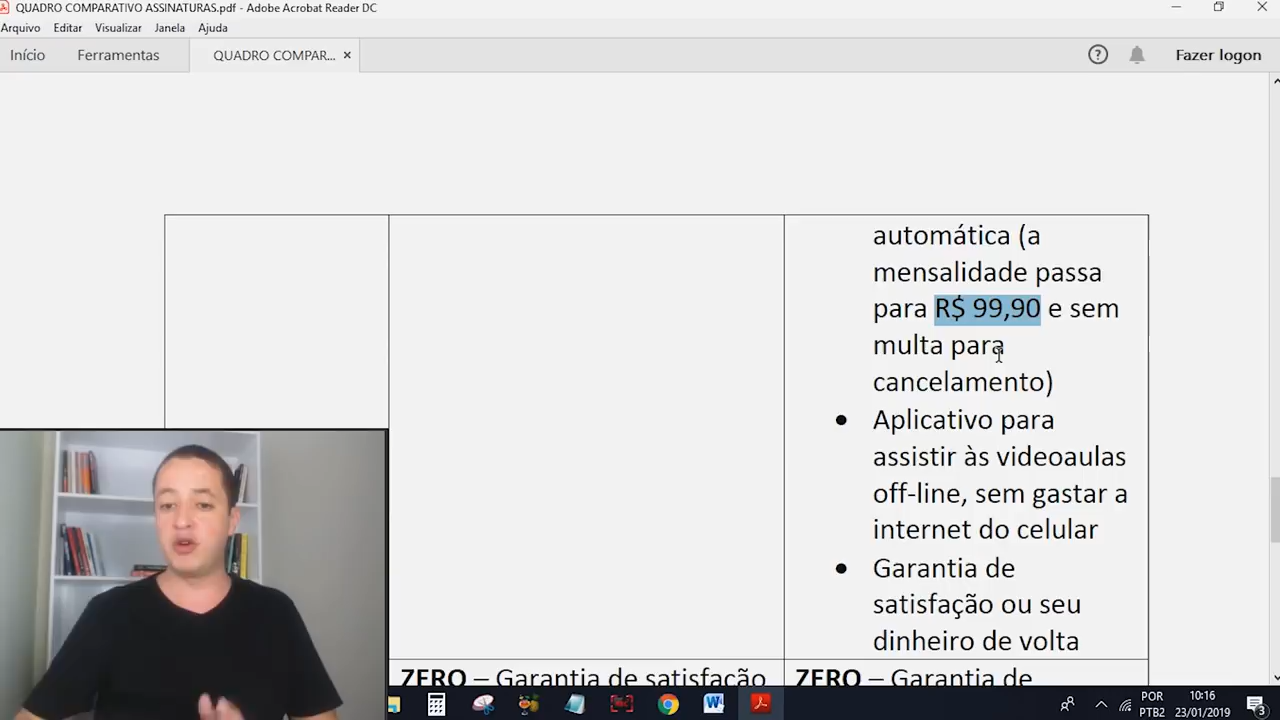 QUADRO COMPARATIVO ASSINATURAS.pdf - Adobe Acrobat Reader DC
Arquivo Editar Visualizar Janela Ajuda
Início Ferramentas QUADRO COMPAR... × Fazer logon
automática (a
mensalidade passa
para R$ 99,90 e sem
multa para
cancelamento)
• Aplicativo para
assistir às videoaulas
off-line, sem gastar a
internet do celular
• Garantia de
satisfação ou seu
dinheiro de volta
ZERO – Garantia de satisfação
ZERO – Garantia de
POR
PTB2
10:16
23/01/2019
3